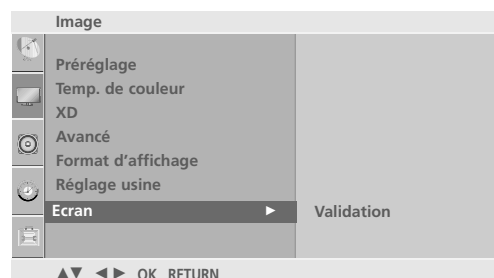 Image
Préréglage
Temp. de couleur
XD
Avancé
Format d’affichage
Réglage usine
Ecran ► Validation
▲▼ ◄► OK RETURN